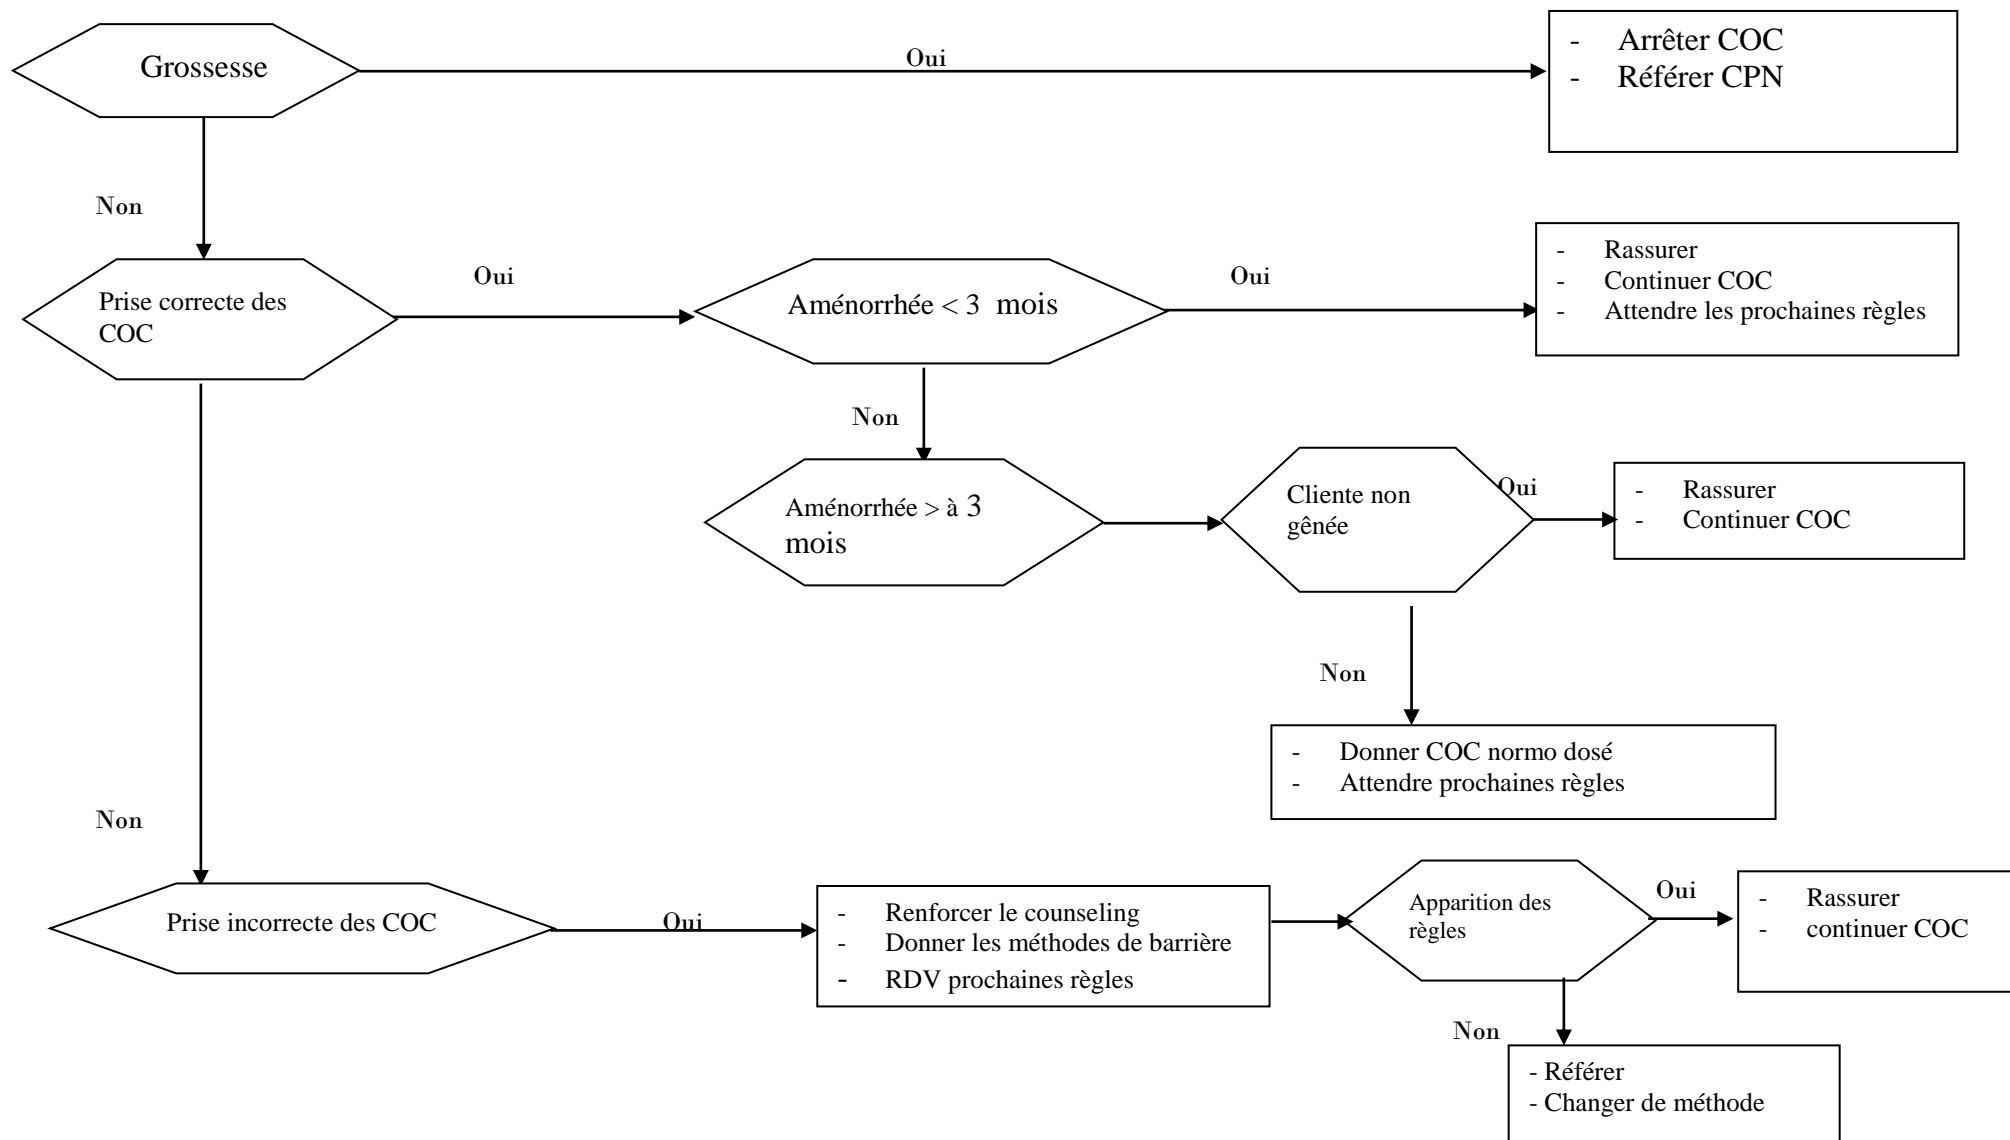 Grossesse
Oui
- Arrêter COC
- Référer CPN
Non
Prise correcte des
COC
Oui
Aménorrhée < 3 mois
Oui
- Rassurer
- Continuer COC
- Attendre les prochaines règles
Non
Aménorrhée > à 3
mois
Cliente non
gênée
Oui
- Rassurer
- Continuer COC
Non
- Donner COC normo dosé
- Attendre prochaines règles
Non
Prise incorrecte des COC
Oui
- Renforcer le counseling
- Donner les méthodes de barrière
- RDV prochaines règles
Apparition des
règles
Oui
- Rassurer
- continuer COC
Non
- Référer
- Changer de méthode